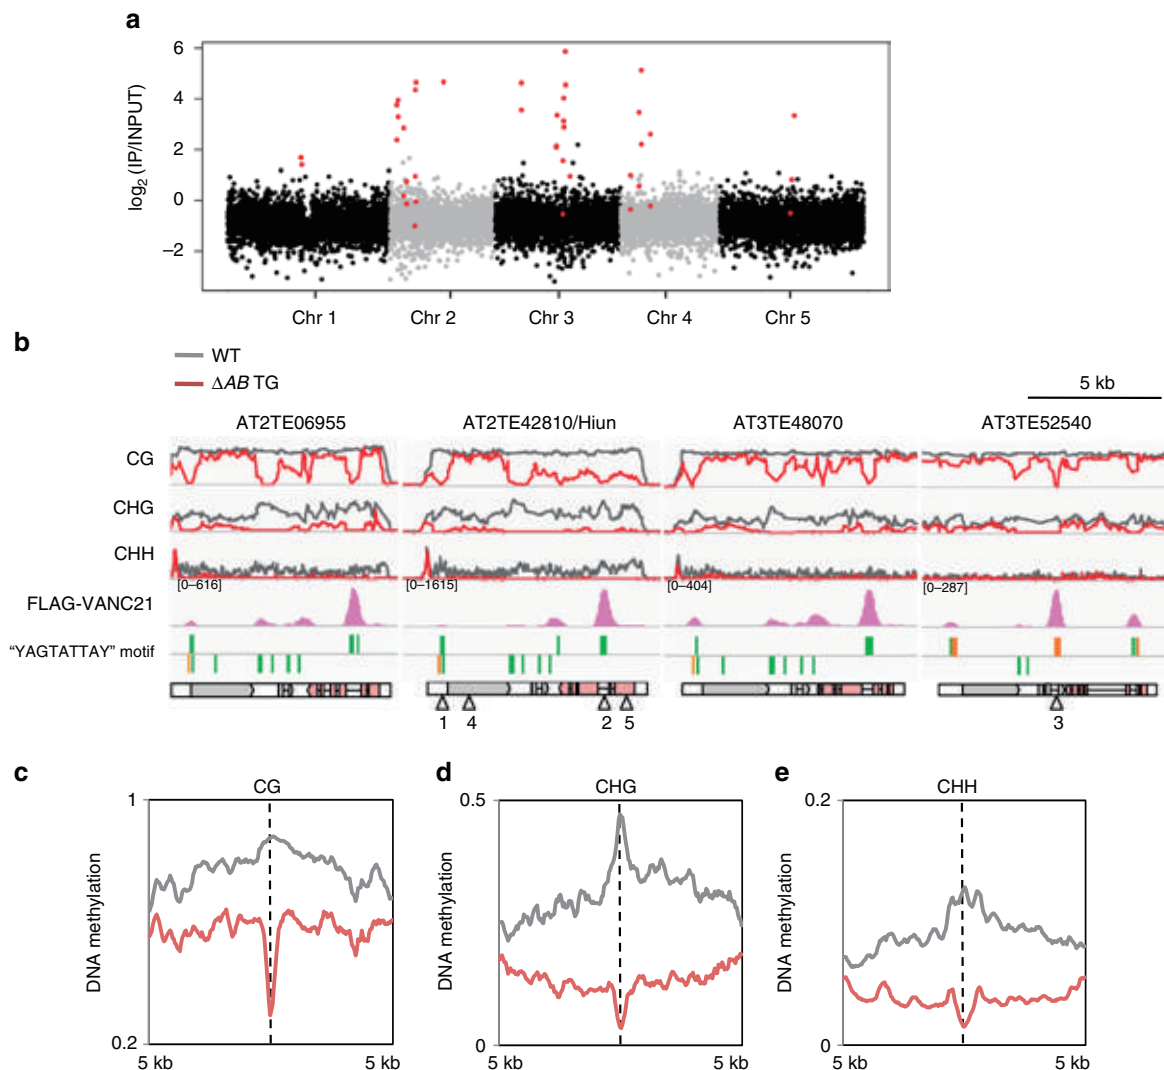 a
6
4
2
0
−2
log2 (IP/INPUT)
Chr 1 Chr 2 Chr 3 Chr 4 Chr 5
b
WT
ΔAB TG
5 kb
AT2TE06955 AT2TE42810/Hiun AT3TE48070 AT3TE52540
CG
CHG
CHH
[0–616] [0–1615] [0–404] [0–287]
FLAG-VANC21
"YAGTATTAY" motif
1 4 2 5 3
c d e
CG CHG CHH
1 0.5 0.2
DNA methylation DNA methylation DNA methylation
0.2 0 0
5 kb 5 kb 5 kb 5 kb 5 kb 5 kb